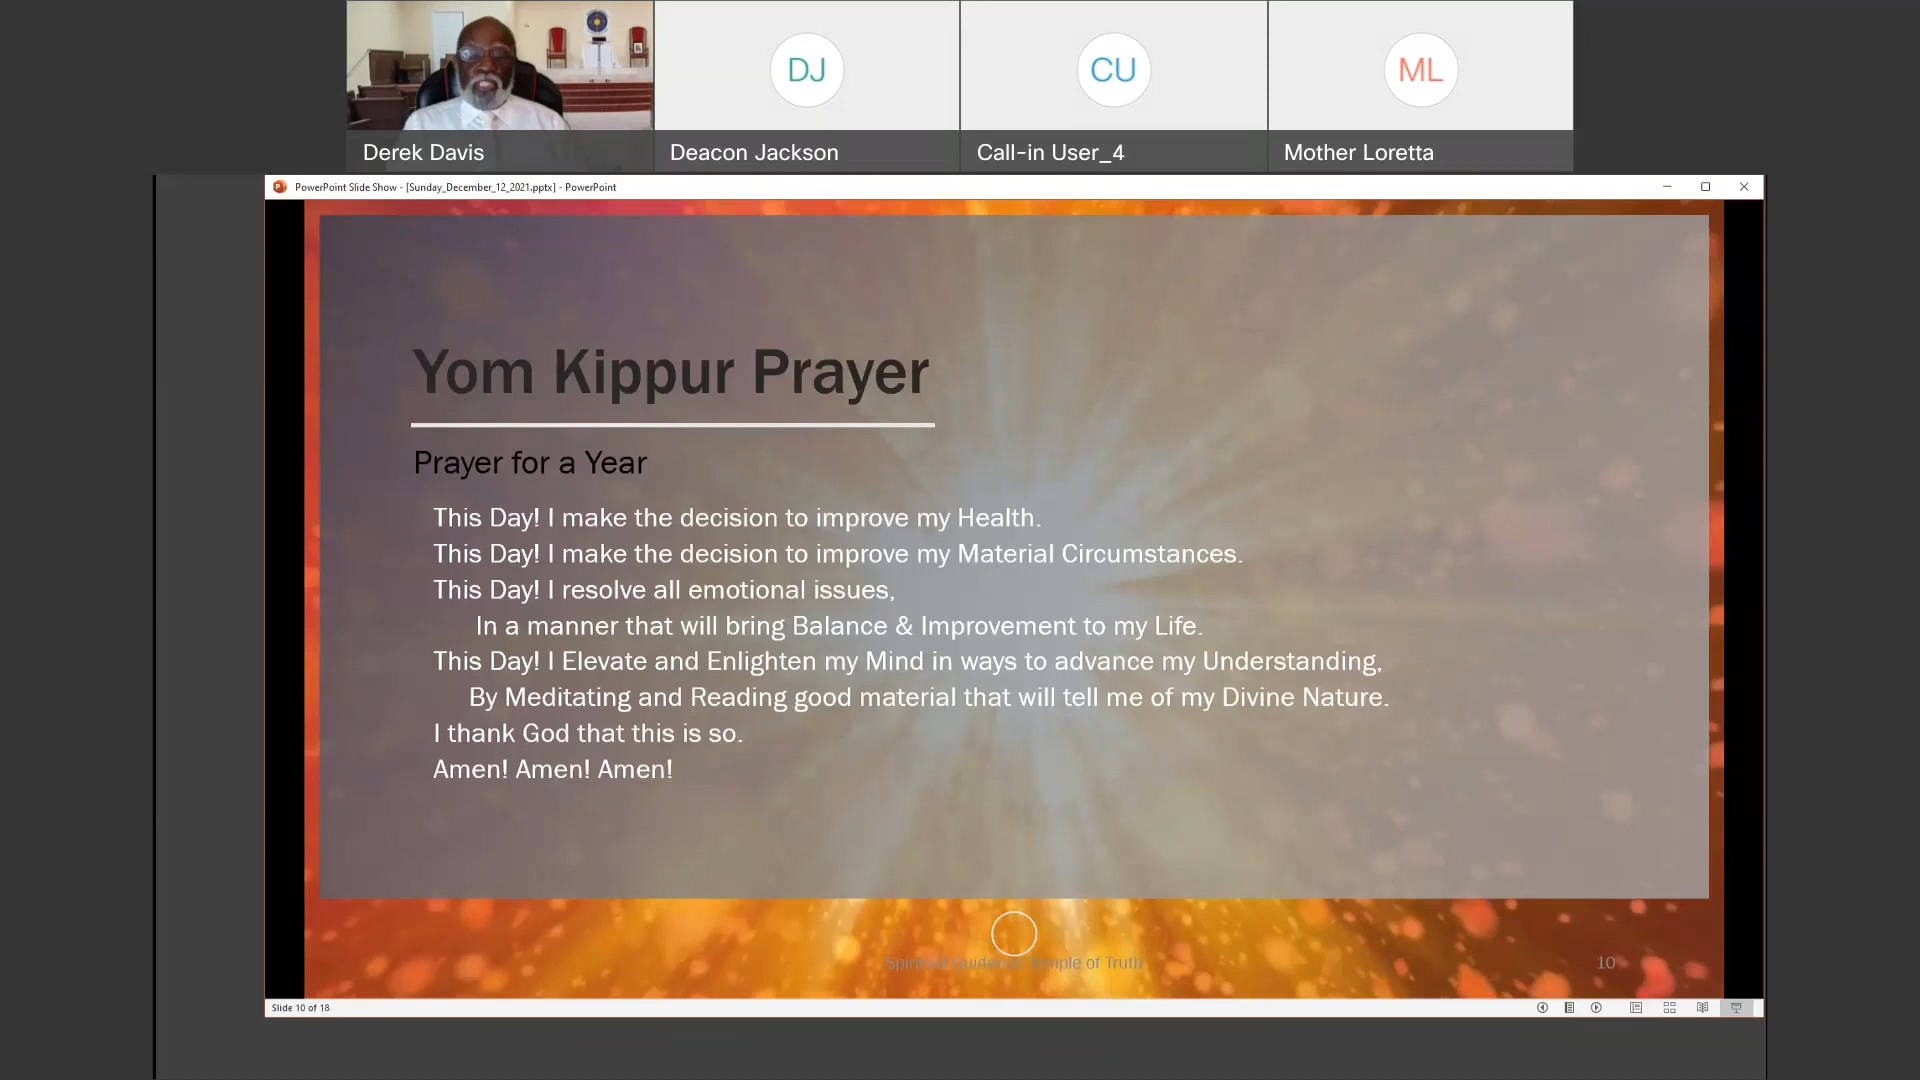 DJ
CU
ML
Derek Davis
Deacon Jackson
Call-in User_4
Mother Loretta
PowerPoint Slide Show - [Sunday_December_12_2021.pptx] - PowerPoint
Yom Kippur Prayer
Prayer for a Year
This Day! I make the decision to improve my Health.
This Day! I make the decision to improve my Material Circumstances.
This Day! I resolve all emotional issues,
In a manner that will bring Balance & Improvement to my Life.
This Day! I Elevate and Enlighten my Mind in ways to advance my Understanding,
By Meditating and Reading good material that will tell me of my Divine Nature.
I thank God that this is so.
Amen! Amen! Amen!
Spiritual Guidance Temple of Truth
10
Slide 10 of 18